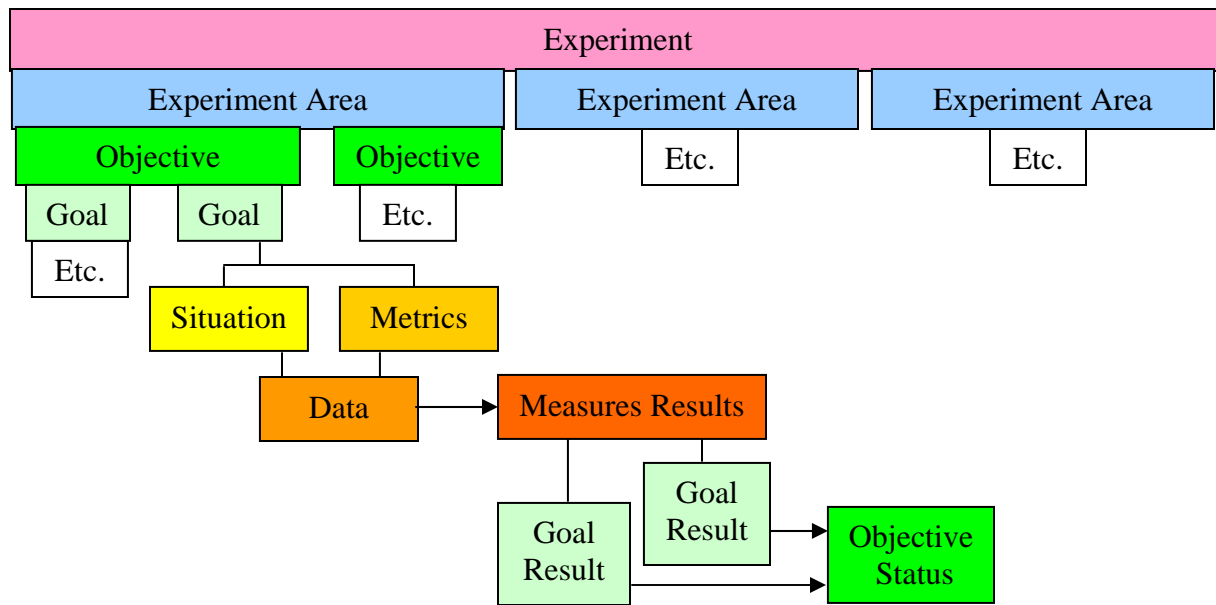 Experiment
Experiment Area
Experiment Area
Experiment Area
Objective
Objective
Etc.
Etc.
Goal
Goal
Etc.
Etc.
Situation
Metrics
Data
Measures Results
Goal
Result
Goal
Result
Objective
Status